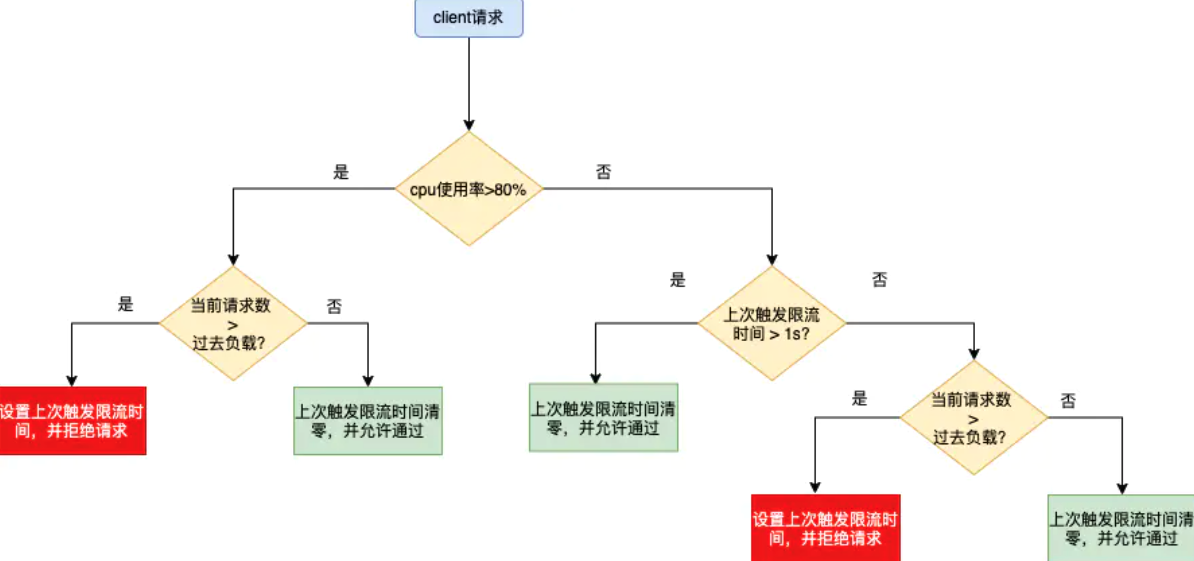 client请求
是
否
cpu使用率>80%
是
否
是
否
当前请求数
>
过去负载?
上次触发限流
时间 > 1s?
设置上次触发限流时
间，并拒绝请求
上次触发限流时间清
零，并允许通过
上次触发限流时间清
零，并允许通过
是
否
当前请求数
>
过去负载?
设置上次触发限流时
间，并拒绝请求
上次触发限流时间清
零，并允许通过